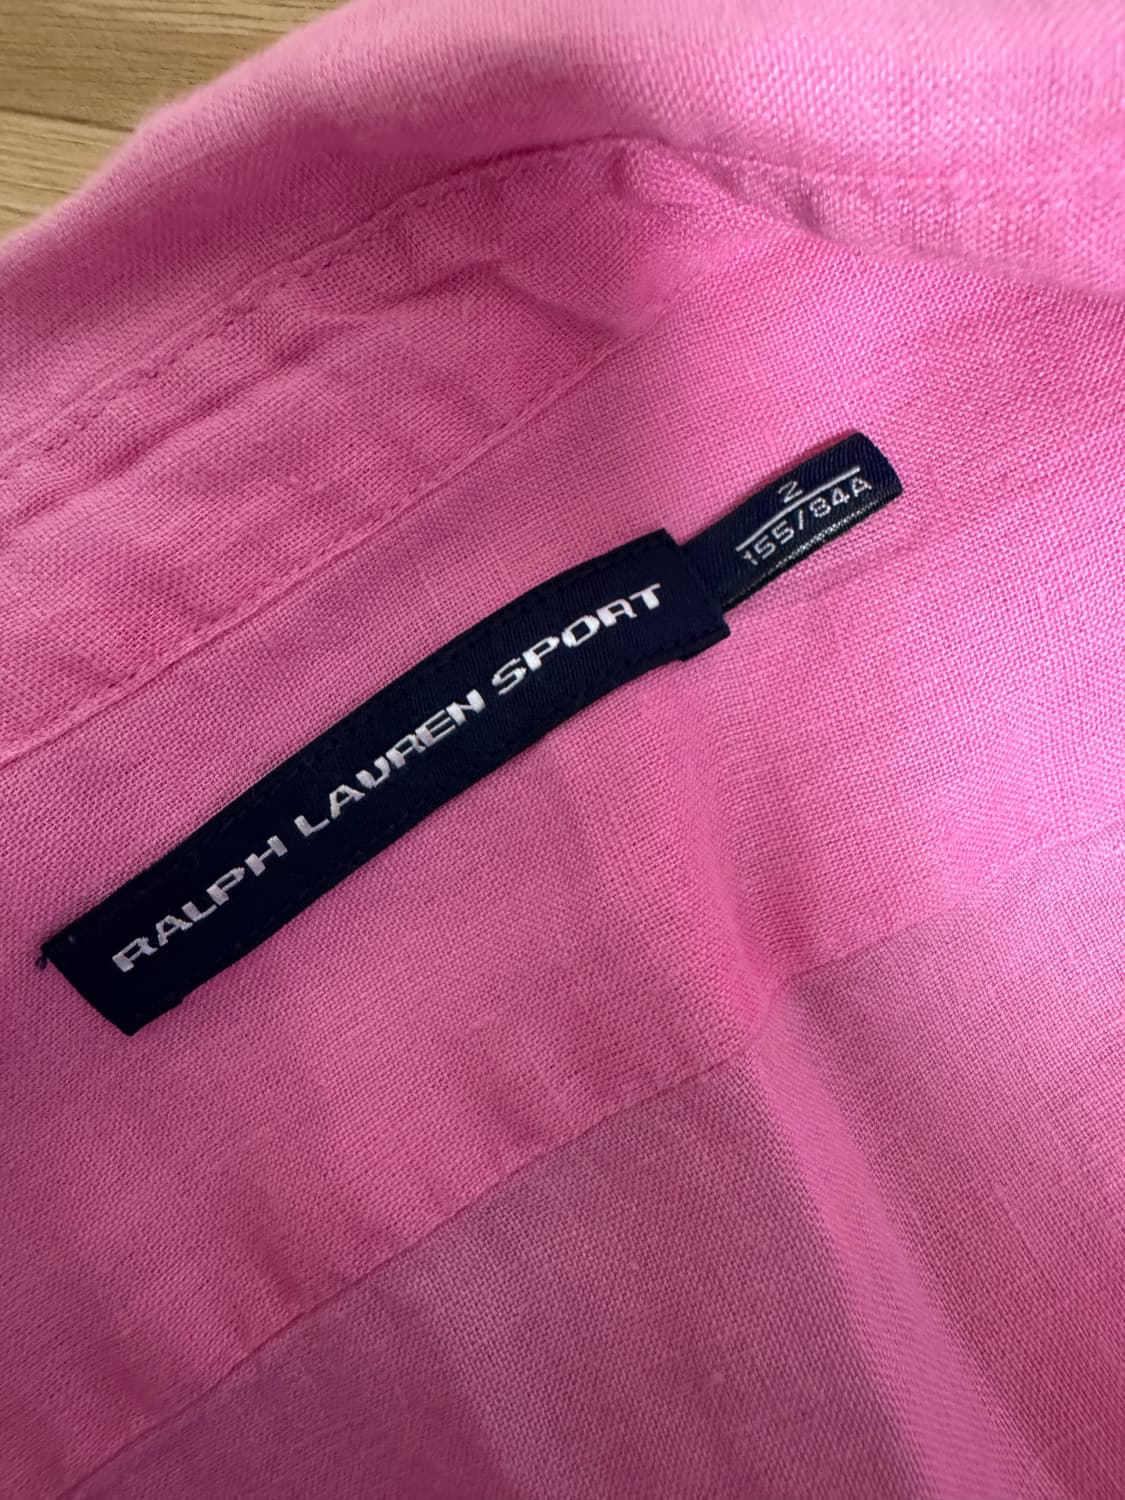 RALPH LAUREN SPORT
2
155/84A